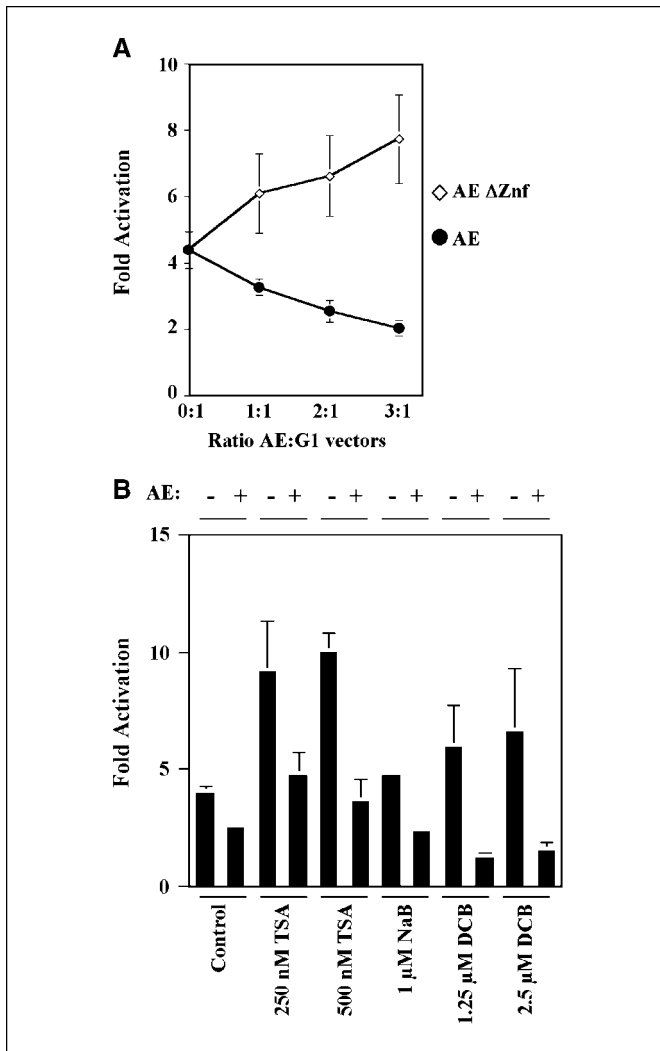 A
10
8
6
4
2
0
Fold Activation
0:1 1:1 2:1 3:1
Ratio AE:G1 vectors
AE ΔZnf
AE
B
AE: - + - + - + - + - + - +
15
10
5
0
Fold Activation
Control
250 nM TSA
500 nM TSA
1 μM NaB
1.25 μM DCB
2.5 μM DCB